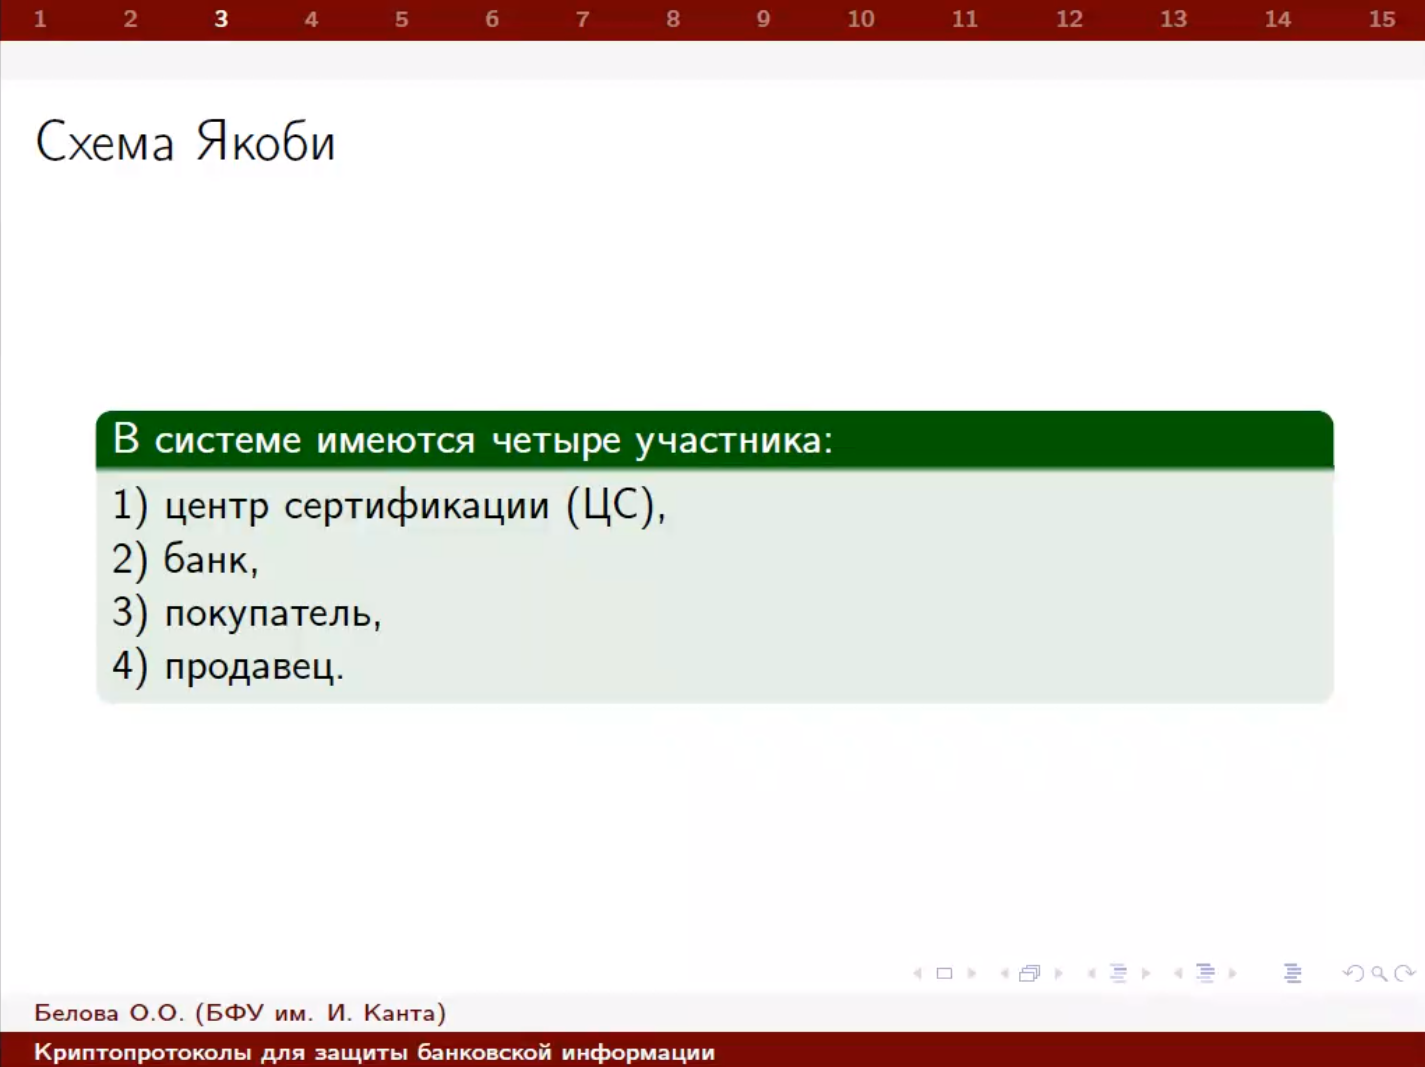 1 2 3 4 5 6 7 8 9 10 11 12 13 14 15
Схема Якоби
В системе имеются четыре участника:
1) центр сертификации (ЦС),
2) банк,
3) покупатель,
4) продавец.
Белова О.О. (БФУ им. И. Канта)
Криптопротоколы для защиты банковской информации